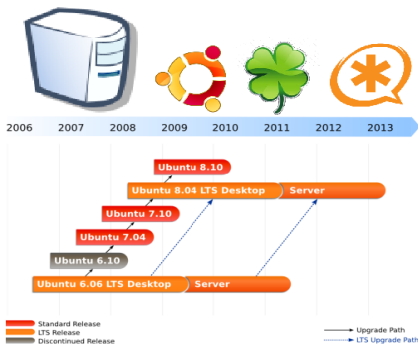 2006 2007 2008 2009 2010 2011 2012 2013
Ubuntu 8.10
Ubuntu 8.04 LTS Desktop Server
Ubuntu 7.10
Ubuntu 7.04
Ubuntu 6.10
Ubuntu 6.06 LTS Desktop Server
Standard Release
LTS Release
Discontinued Release
Upgrade Path
LTS Upgrade Path